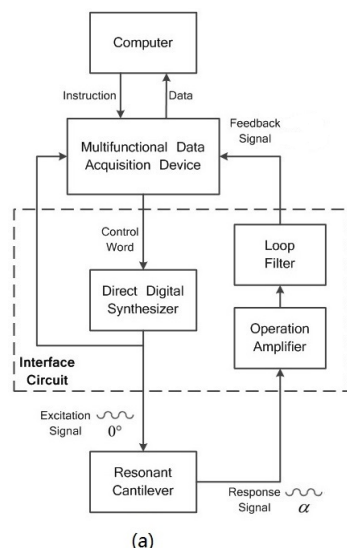 Computer
Instruction
Data
Multifunctional Data
Acquisition Device
Feedback
Signal
Control
Word
Loop
Filter
Direct Digital
Synthesizer
Operation
Amplifier
Interface
Circuit
Excitation
Signal
0°
Resonant
Cantilever
Response
Signal
α
(a)